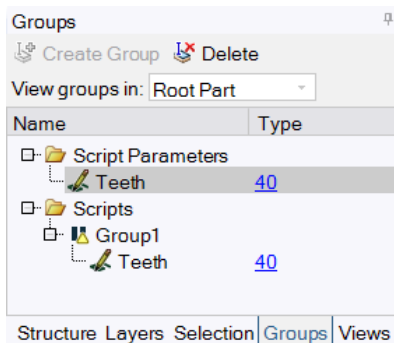 Groups
Create Group Delete
View groups in: Root Part
Name Type
Script Parameters
Teeth 40
Scripts
Group1
Teeth 40
Structure Layers Selection Groups Views